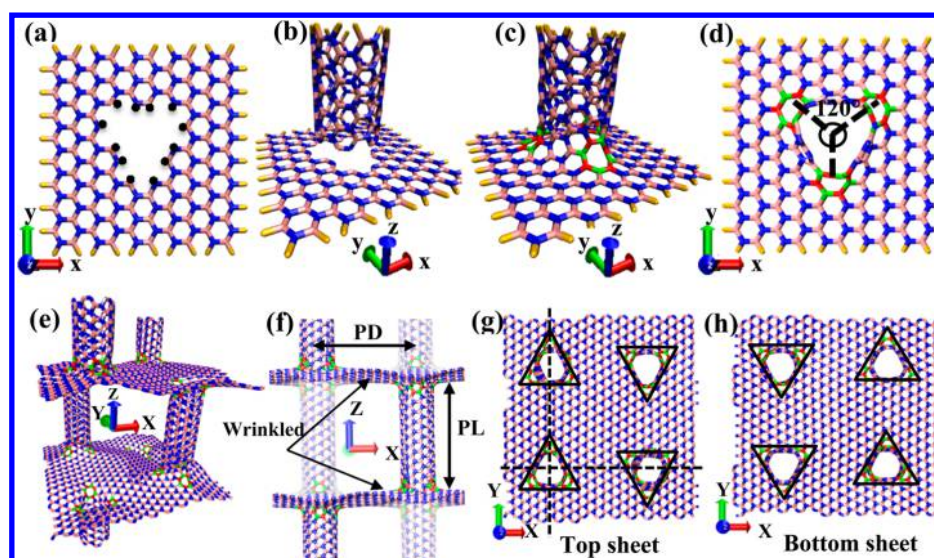 (a)
(b)
(c)
(d)
120°
y
z
x
z
y
x
z
y
x
y
z
x
(e)
(f)
(g)
(h)
PD
Z
Y
X
Wrinkled
Z
X
PL
Y
Z
X
Top sheet
Y
Z
X
Bottom sheet